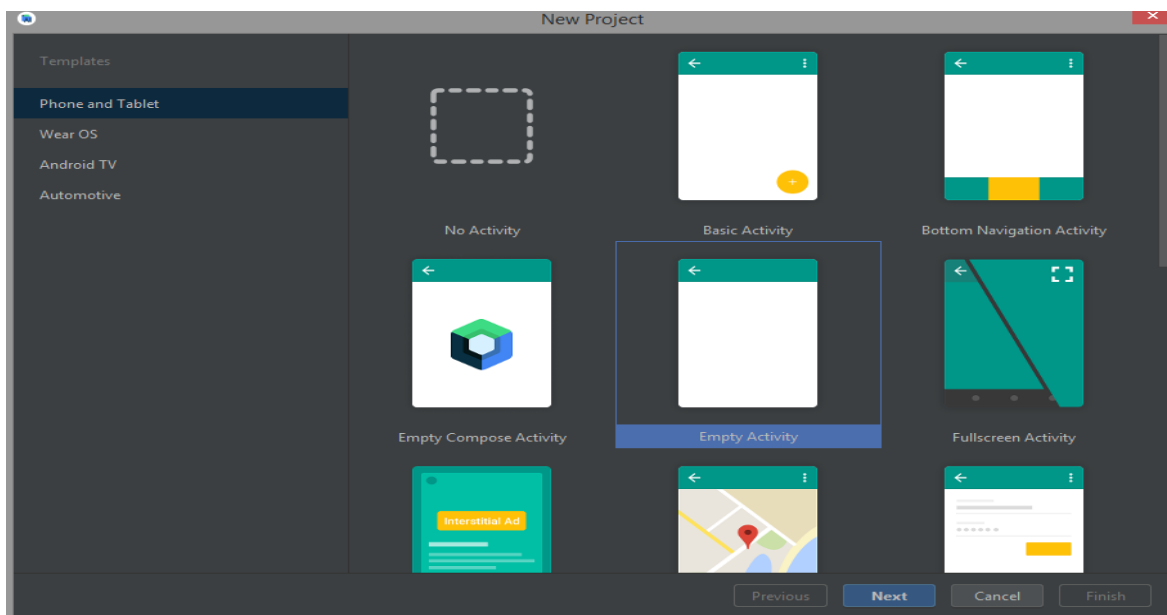 New Project
Templates
Phone and Tablet
Wear OS
Android TV
Automotive
No Activity
Basic Activity
Bottom Navigation Activity
Empty Compose Activity
Empty Activity
Fullscreen Activity
Interstitial Ad
Previous
Next
Cancel
Finish